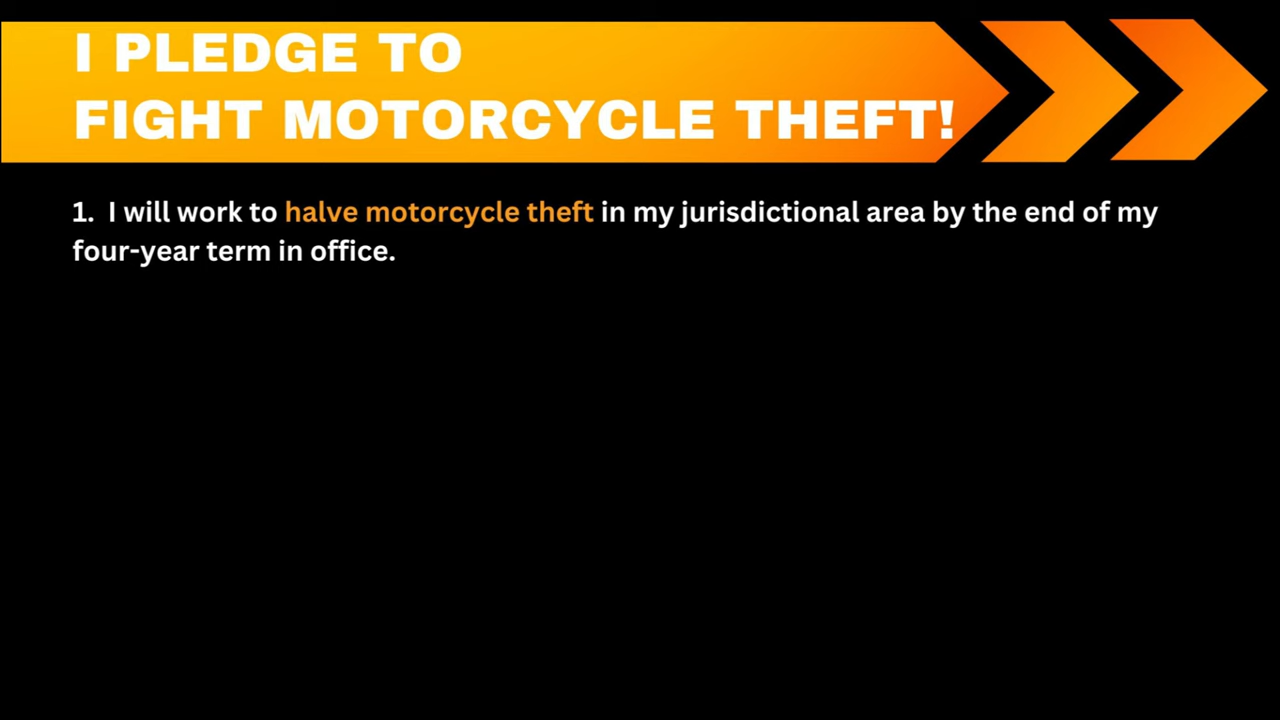 I PLEDGE TO
FIGHT MOTORCYCLE THEFT!
1. I will work to halve motorcycle theft in my jurisdictional area by the end of my
four-year term in office.